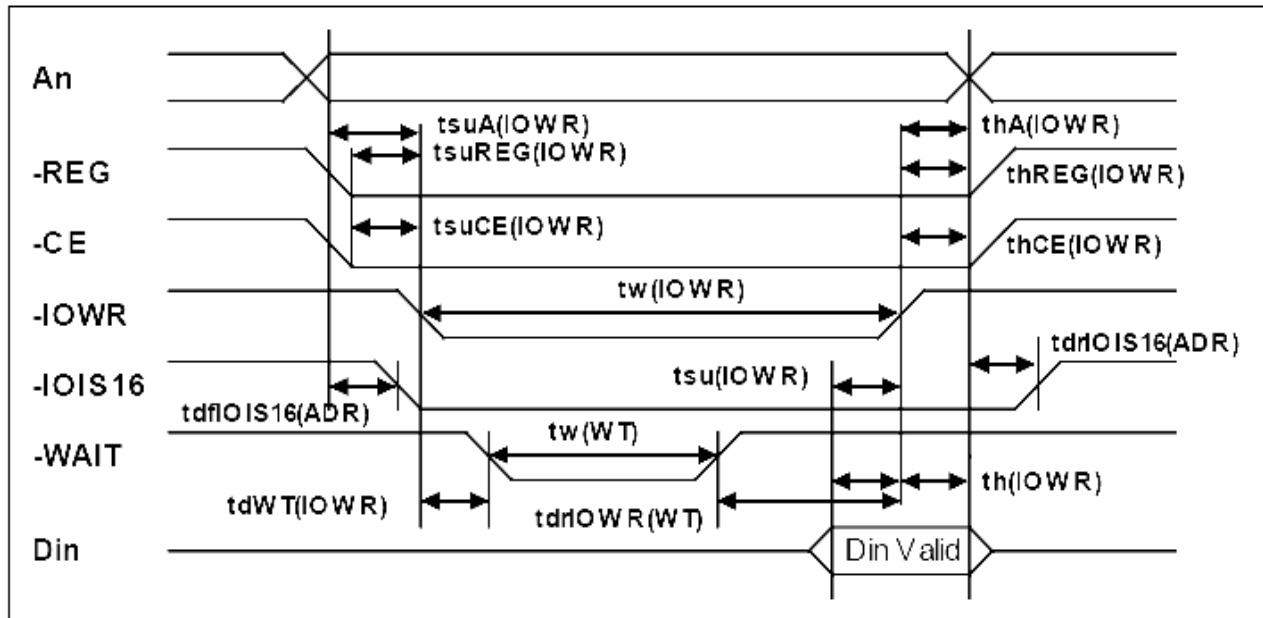 An
tsuA(IOWR)
thA(IOWR)
tsuREG(IOWR)
-REG
thREG(IOWR)
tsuCE(IOWR)
-CE
thCE(IOWR)
tw(IOWR)
-IOWR
tdrIOIS16(ADR)
tsu(IOWR)
-IOIS16
tdfIOIS16(ADR)
tw(WT)
-WAIT
th(IOWR)
tdWT(IOWR)
tdrIOWR(WT)
Din
Din Valid